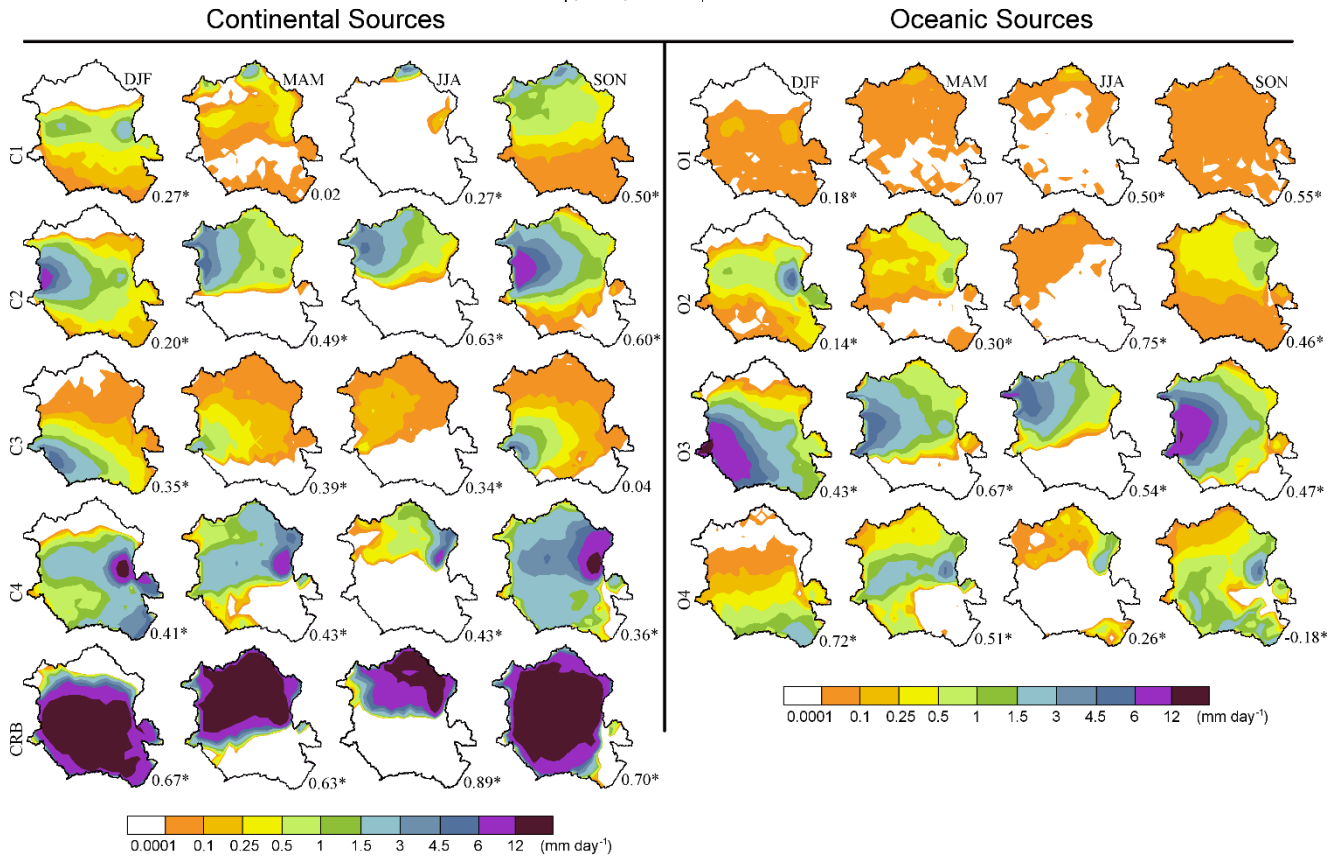 Continental Sources Oceanic Sources
DJF MAM JJA SON DJF MAM JJA SON
C1 O1
0.27* 0.02 0.27* 0.50* 0.18* 0.07 0.50* 0.55*
C2 O2
0.20* 0.49* 0.63* 0.60* 0.14* 0.30* 0.75* 0.46*
C3 O3
0.35* 0.39* 0.34* 0.04 0.43* 0.67* 0.54* 0.47*
C4 O4
0.41* 0.43* 0.43* 0.36* 0.72* 0.51* 0.26* -0.18*
CRB
0.0001 0.1 0.25 0.5 1 1.5 3 4.5 6 12 (mm day⁻¹)
0.67* 0.63* 0.89* 0.70*
0.0001 0.1 0.25 0.5 1 1.5 3 4.5 6 12 (mm day⁻¹)